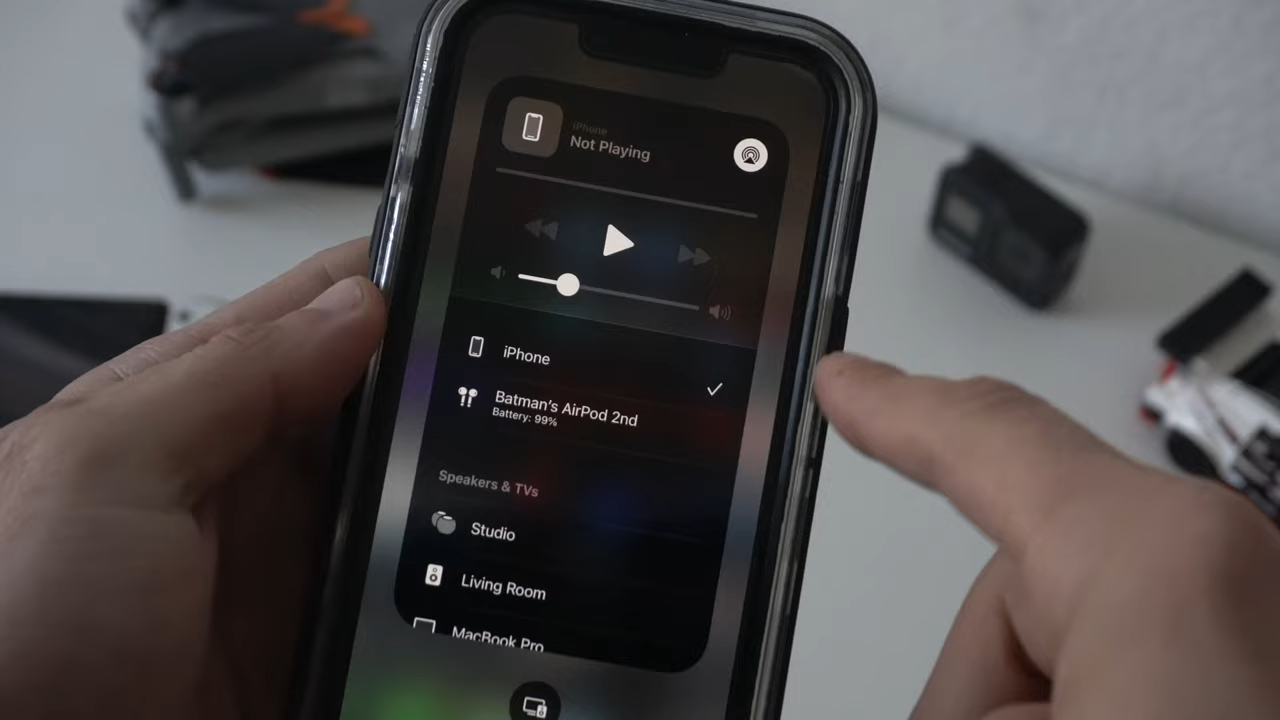 iPhone
Not Playing
iPhone
Batman's AirPod 2nd
Battery: 99%
Speakers & TVs
Studio
Living Room
MacBook Pro